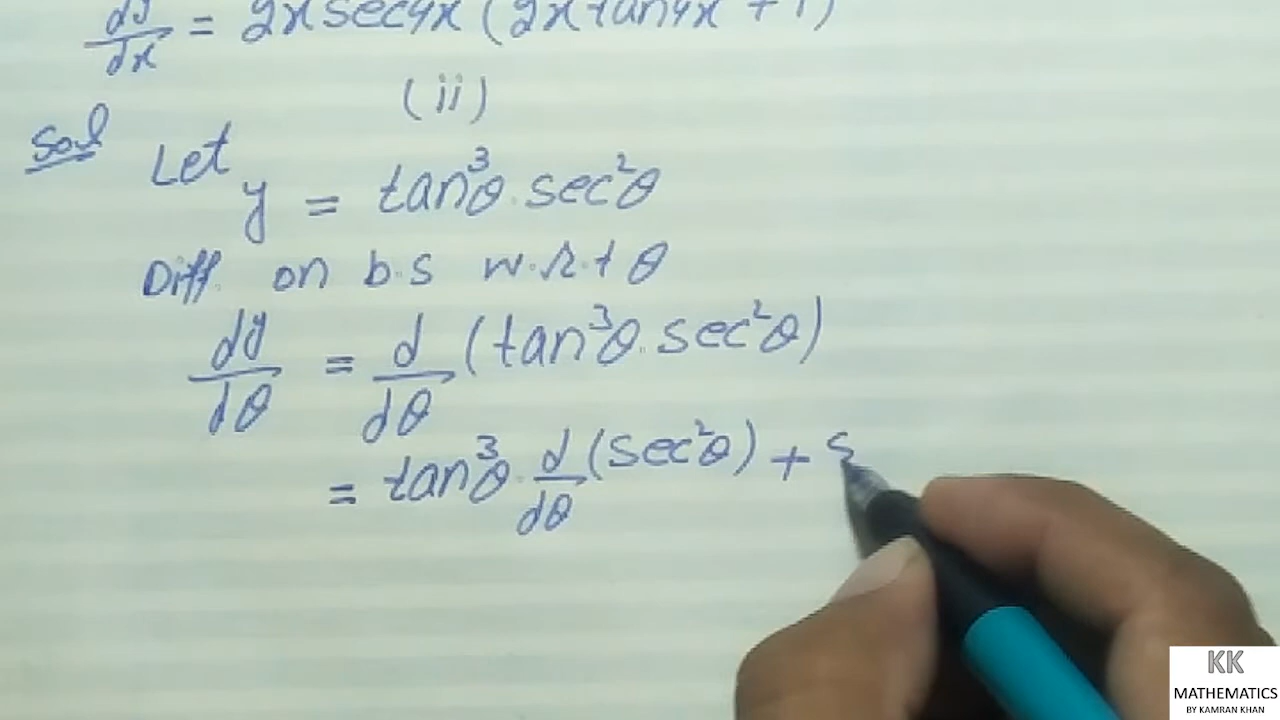 dy/dx = 2x sec4x (2x tan4x + 1)
(ii)
Sol Let y = tan³θ. sec²θ
Diff. on b.s w.r.t θ
dy/dθ = d/dθ (tan³θ. sec²θ)
= tan³θ. d/dθ (sec²θ) + s
KK
MATHEMATICS
BY KAMRAN KHAN